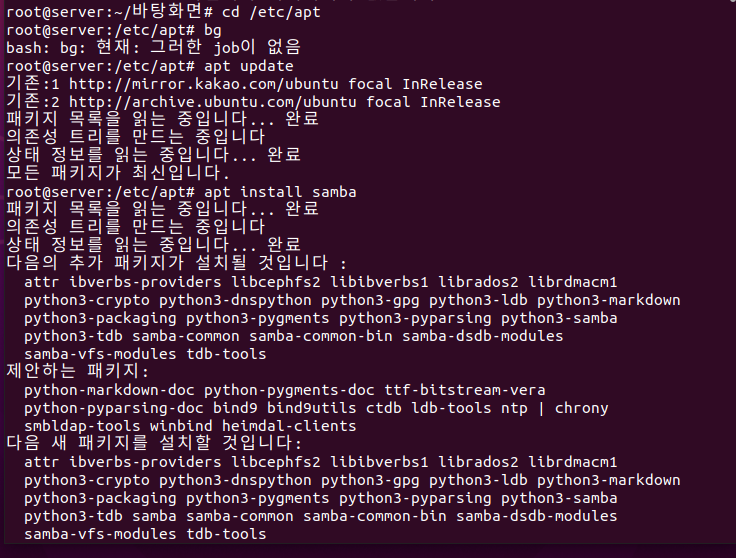 root@server:~/바탕화면# cd /etc/apt
root@server:/etc/apt# bg
bash: bg: 현재: 그러한 job이 없음
root@server:/etc/apt# apt update
기존:1 http://mirror.kakao.com/ubuntu focal InRelease
기존:2 http://archive.ubuntu.com/ubuntu focal InRelease
패키지 목록을 읽는 중입니다... 완료
의존성 트리를 만드는 중입니다
상태 정보를 읽는 중입니다... 완료
모든 패키지가 최신입니다.
root@server:/etc/apt# apt install samba
패키지 목록을 읽는 중입니다... 완료
의존성 트리를 만드는 중입니다
상태 정보를 읽는 중입니다... 완료
다음의 추가 패키지가 설치될 것입니다 :
  attr ibverbs-providers libcephfs2 libibverbs1 librados2 librdmacm1
  python3-crypto python3-dnspython python3-gpg python3-ldb python3-markdown
  python3-packaging python3-pygments python3-pyparsing python3-samba
  python3-tdb samba-common samba-common-bin samba-dsdb-modules
  samba-vfs-modules tdb-tools
제안하는 패키지:
  python-markdown-doc python-pygments-doc ttf-bitstream-vera
  python-pyparsing-doc bind9 bind9utils ctdb ldb-tools ntp | chrony
  smbldap-tools winbind heimdal-clients
다음 새 패키지를 설치할 것입니다:
  attr ibverbs-providers libcephfs2 libibverbs1 librados2 librdmacm1
  python3-crypto python3-dnspython python3-gpg python3-ldb python3-markdown
  python3-packaging python3-pygments python3-pyparsing python3-samba
  python3-tdb samba samba-common samba-common-bin samba-dsdb-modules
  samba-vfs-modules tdb-tools